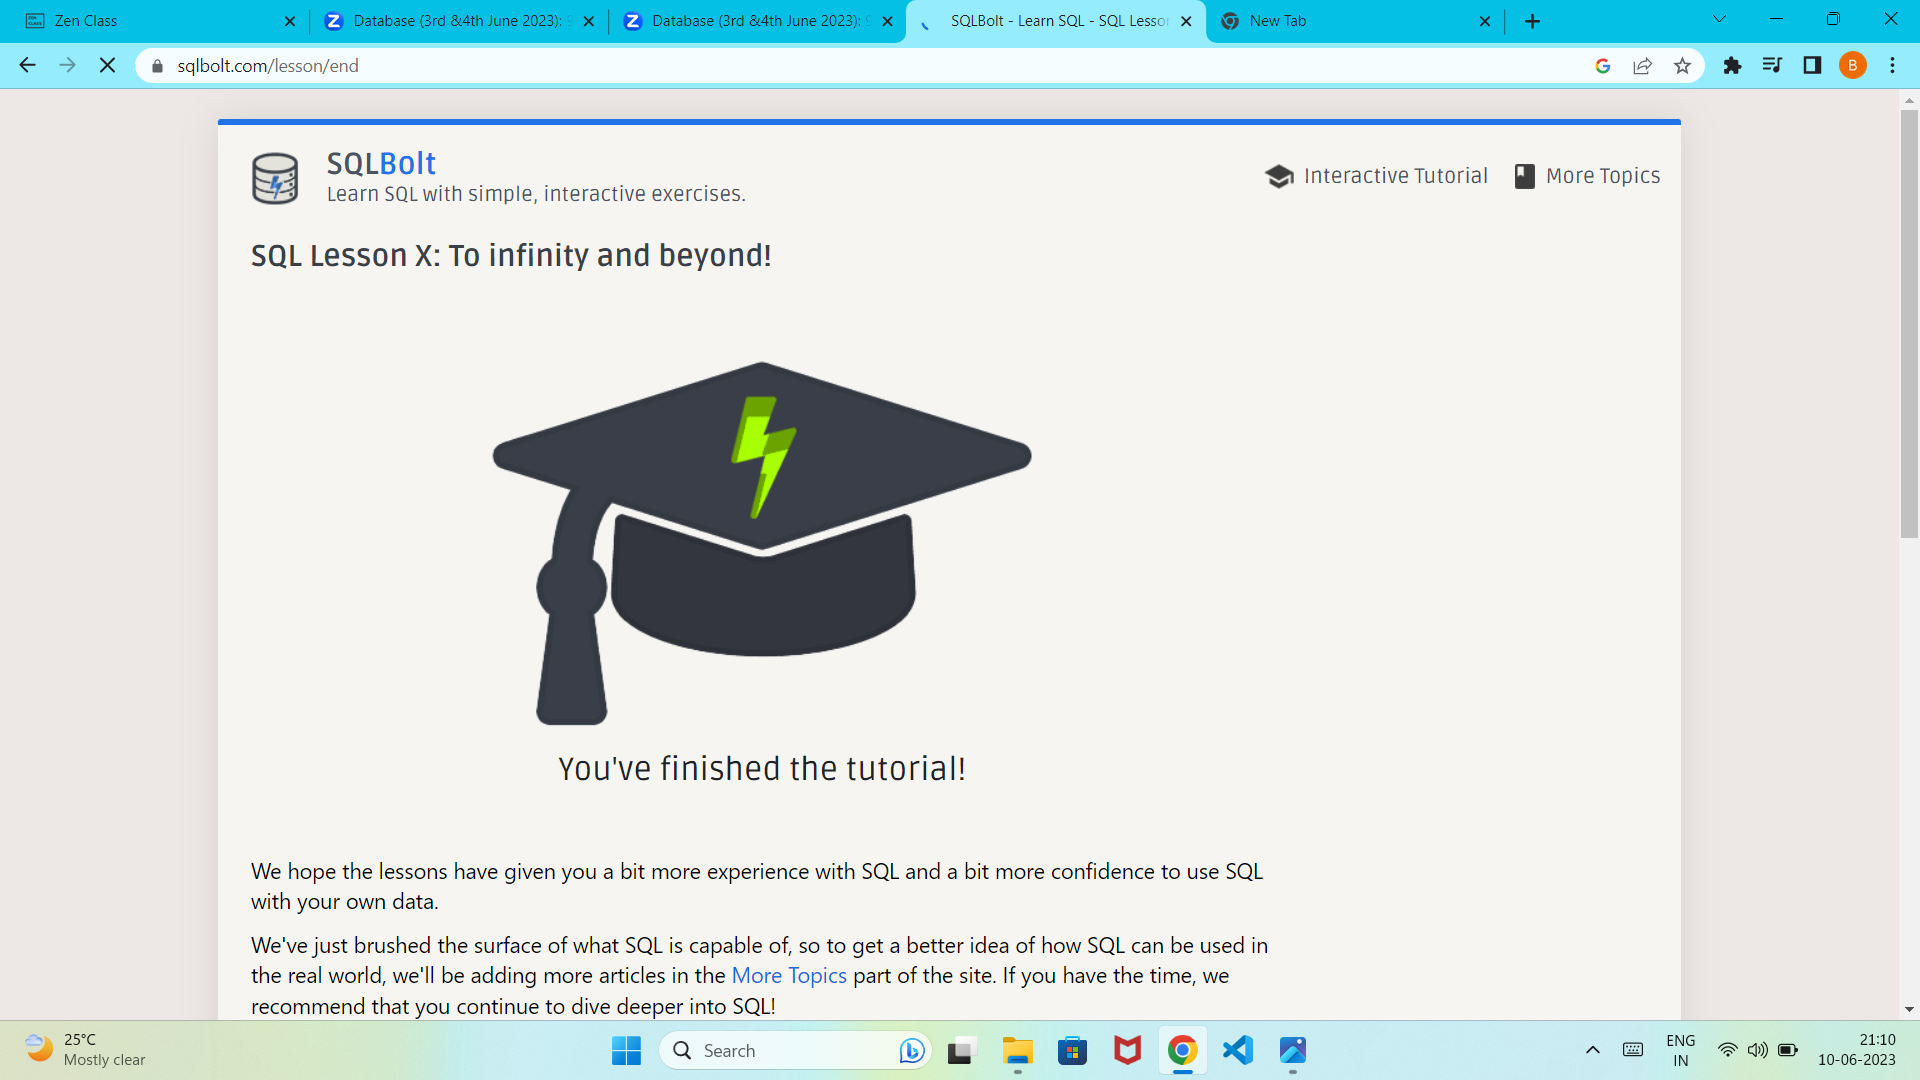 Zen Class
Database (3rd &4th June 2023):
Database (3rd &4th June 2023):
SQLBolt - Learn SQL - SQL Lesson
New Tab
sqlbolt.com/lesson/end
B
SQLBolt
Learn SQL with simple, interactive exercises.
Interactive Tutorial
More Topics
SQL Lesson X: To infinity and beyond!
You've finished the tutorial!
We hope the lessons have given you a bit more experience with SQL and a bit more confidence to use SQL
with your own data.
We've just brushed the surface of what SQL is capable of, so to get a better idea of how SQL can be used in
the real world, we'll be adding more articles in the More Topics part of the site. If you have the time, we
recommend that you continue to dive deeper into SQL!
25°C
Mostly clear
Search
ENG
IN
21:10
10-06-2023